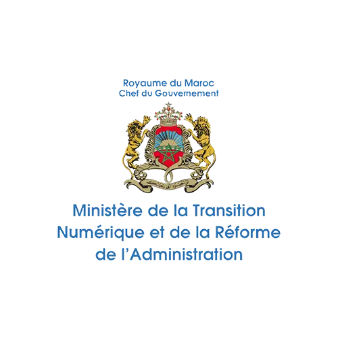 Royaume du Maroc
Chef du Gouvernement
Ministère de la Transition
Numérique et de la Réforme
de l'Administration